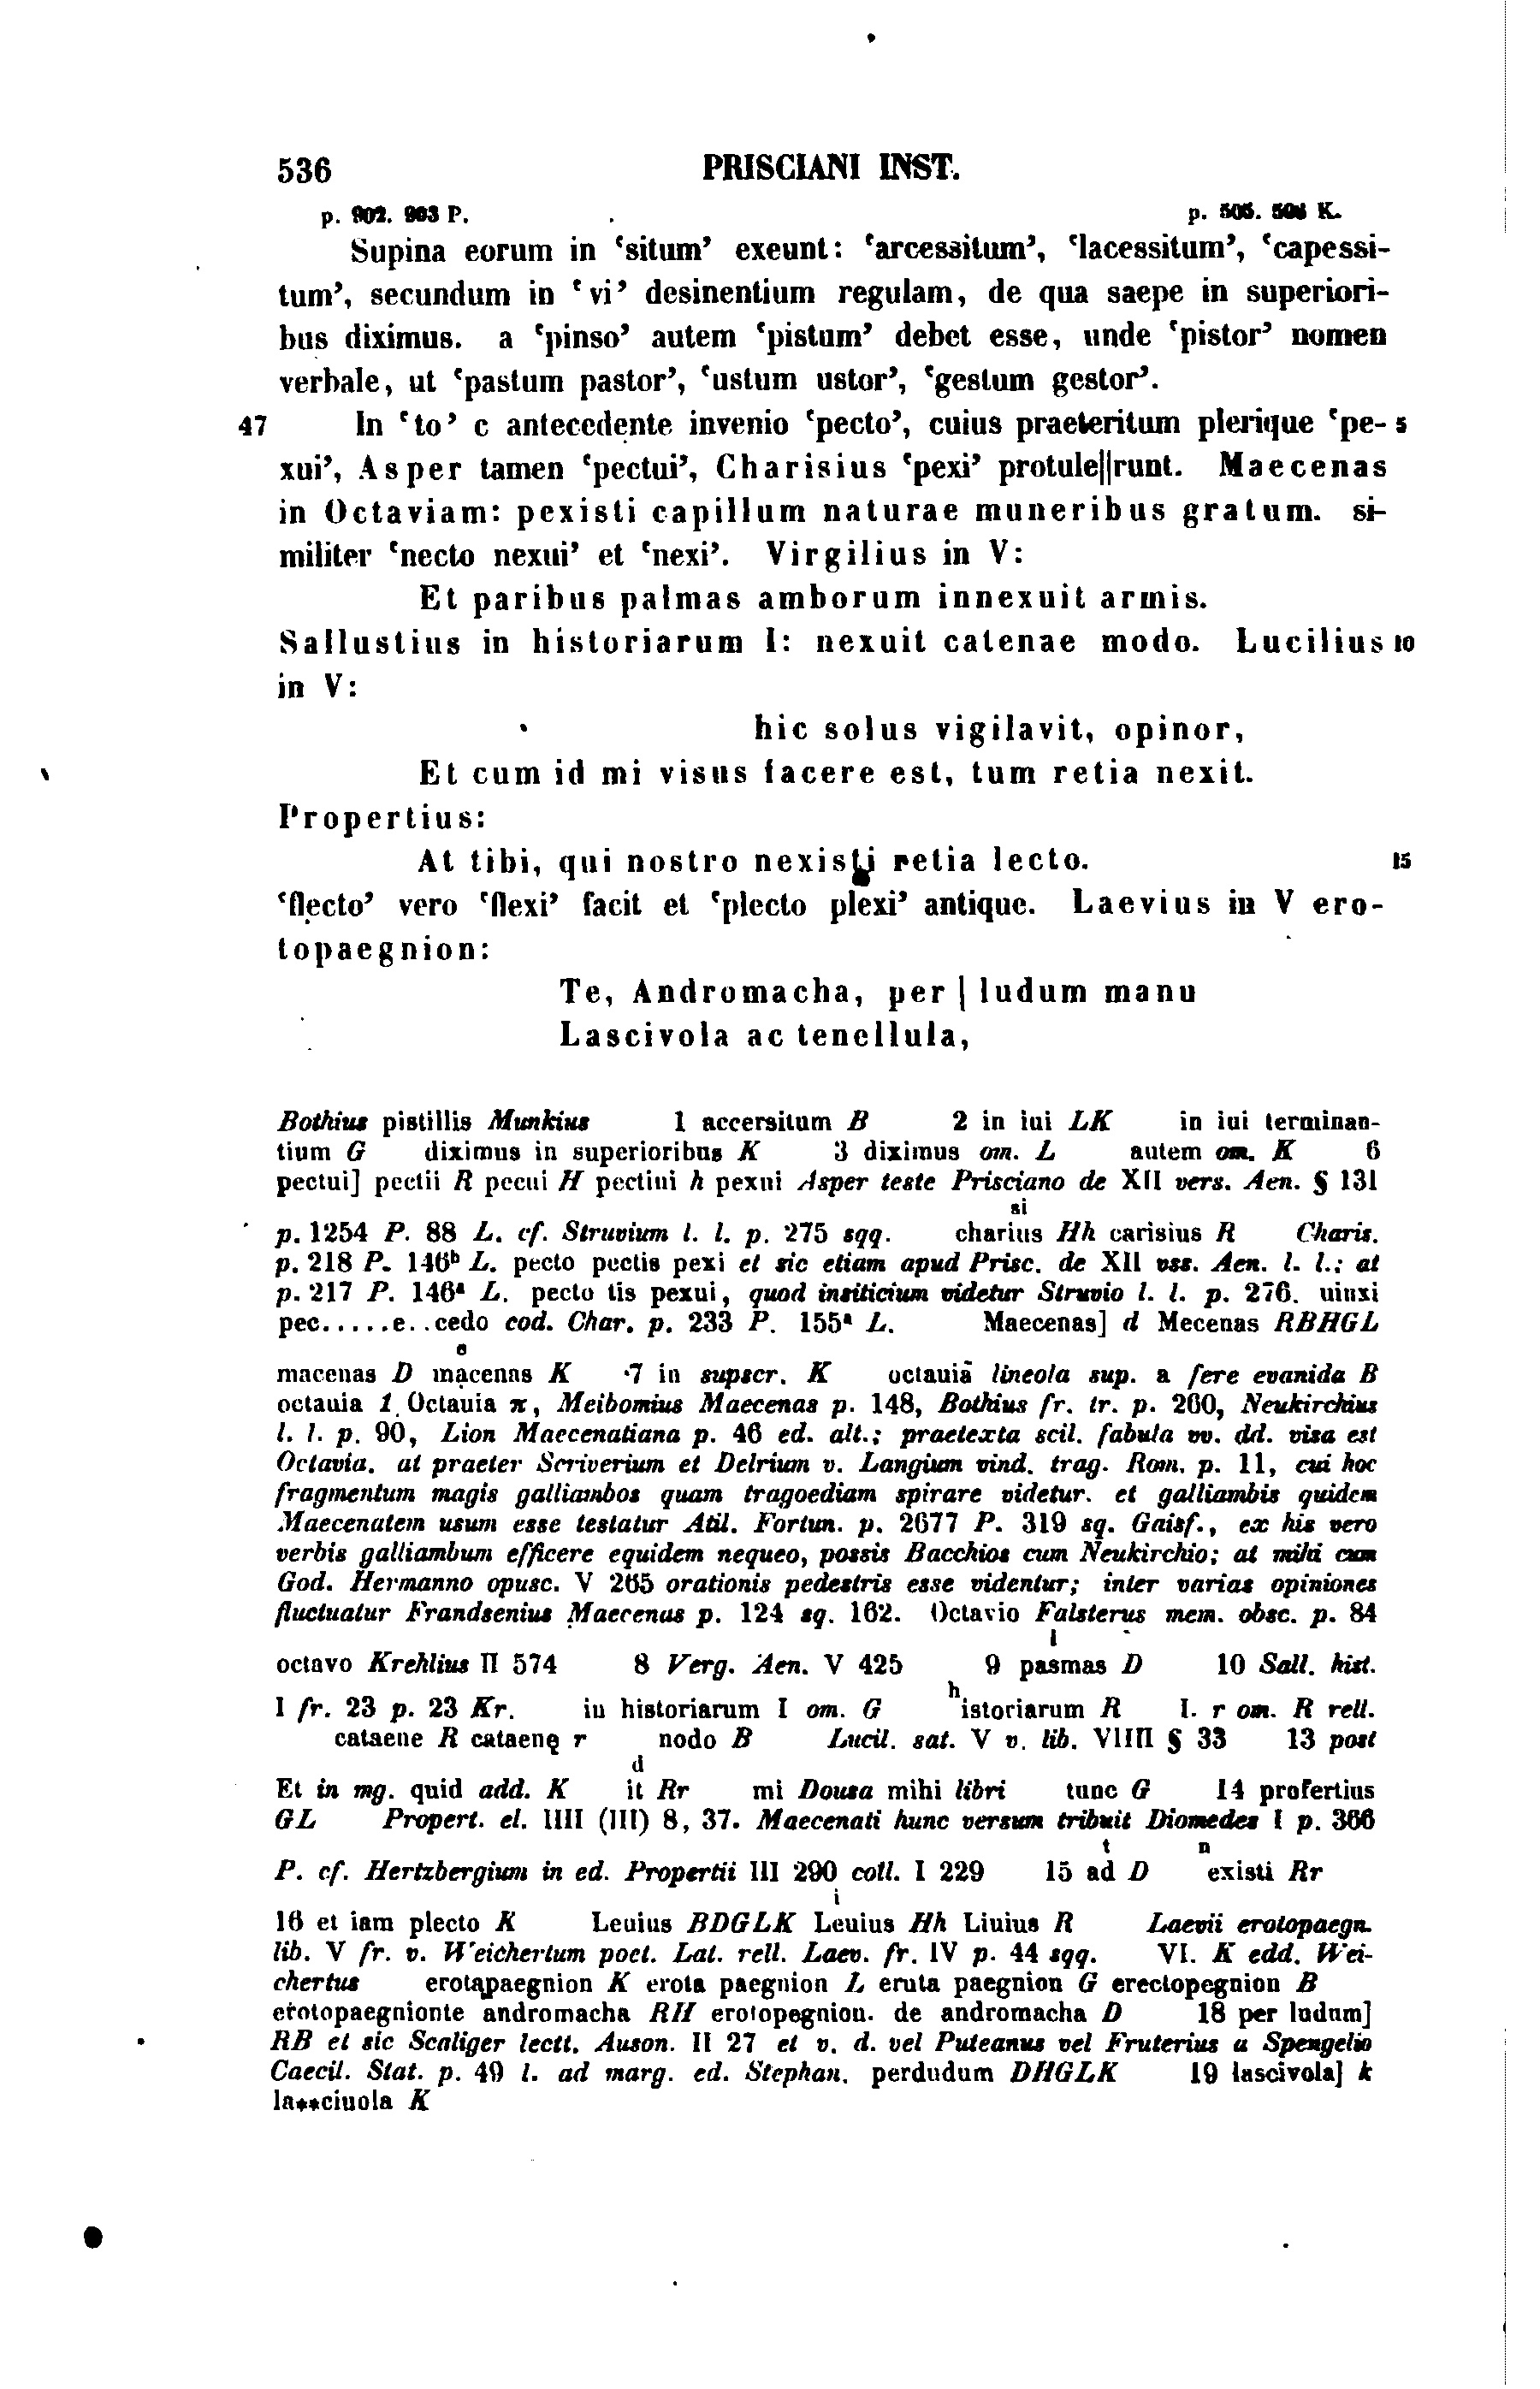 536 PRISCIANI INST.
p. 902. 903 P. p. 505. 506 K.
Supina eorum in ‘situm’ exeunt: ‘arcessitum’, ‘lacessitum’, ‘capessi-
tum’, secundum in ‘vi’ desinentium regulam, de qua saepe in superiori-
bus diximus. a ‘pinso’ autem ‘pistum’ debet esse, unde ‘pistor’ nomen
verbale, ut ‘pastum pastor’, ‘ustum ustor’, ‘gestum gestor’.
47 In ‘to’ c antecedente invenio ‘pecto’, cuius praeteritum plerique ‘pe- 5
xui’, Asper tamen ‘pectui’, Charisius ‘pexi’ protule||runt. Maecenas
in Octaviam: pexisti capillum naturae muneribus gratum. si-
militer ‘necto nexui’ et ‘nexi’. Virgilius in V:
Et paribus palmas amborum innexuit armis.
Sallustius in historiarum I: nexuit catenae modo. Lucilius 10
in V:
hic solus vigilavit, opinor,
Et cum id mi visus facere est, tum retia nexit.
Propertius:
At tibi, qui nostro nexisti retia lecto. 15
‘flecto’ vero ‘flexi’ facit et ‘plecto plexi’ antique. Laevius in V ero-
topaegnion:
Te, Andromacha, per | ludum manu
Lascivola ac tenellula,
Bothius pistillis Munkius 1 accersitum B 2 in iui LK in iui terminan-
tium G diximus in superioribus K 3 diximus om. L autem om. K 6
pectui] pectii R pecui H pectiui h pexui Asper teste Prisciano de XII vers. Aen. § 131
si
p. 1254 P. 88 L. cf. Struvium l. l. p. 275 sqq. charius Hh carisius R Charis.
p. 218 P. 146ᵇ L. pecto pectis pexi et sic etiam apud Prisc. de XII vss. Aen. l. l.: at
p. 217 P. 146ᵃ L. pecto tis pexui, quod insiticium videtur Struvio l. l. p. 276. uinxi
pec.....e..cedo cod. Char. p. 233 P. 155ᵃ L. Maecenas] d Mecenas RBHGL
e
macenas D mạcenas K 7 in supscr. K octauiā lineola sup. a fere evanida B
octauia 1. Octauia π, Meibomius Maecenas p. 148, Bothius fr. tr. p. 260, Neukirchius
l. l. p. 90, Lion Maecenatiana p. 46 ed. alt.; praetexta scil. fabula vv. dd. visa est
Octavia. at praeter Scriverium et Delrium v. Langium vind. trag. Rom. p. 11, cui hoc
fragmentum magis galliambos quam tragoediam spirare videtur. et galliambis quidem
Maecenatem usum esse testatur Atil. Fortun. p. 2677 P. 319 sq. Gaisf., ex his vero
verbis galliambum efficere equidem nequeo, possis Bacchios cum Neukirchio; at mihi cum
God. Hermanno opusc. V 265 orationis pedestris esse videntur; inter varias opiniones
fluctuatur Frandsenius Maecenas p. 124 sq. 162. Octavio Falsterus mem. obsc. p. 84
l
octavo Krehlius II 574 8 Verg. Aen. V 425 9 pasmas D 10 Sall. hist.
h
I fr. 23 p. 23 Kr. in historiarum I om. G istoriarum R I. r om. R rell.
cataene R cataenę r nodo B Lucil. sat. V v. lib. VIIII § 33 13 post
d
Et in mg. quid add. K it Rr mi Dousa mihi libri tunc G 14 profertius
GL Propert. el. IIII (III) 8, 37. Maecenati hunc versum tribuit Diomedes I p. 366
t n
P. cf. Hertzbergium in ed. Propertii III 290 coll. I 229 15 ad D existi Rr
i
16 et iam plecto K Leuius BDGLK Leuius Hh Liuius R Laevii erotopaegn.
lib. V fr. v. Weichertum poet. Lat. rell. Laev. fr. IV p. 44 sqq. VI. K edd. Wei-
chertus erotạpaegnion K erota paegnion L eruta paegnion G erectopegnion B
erotopaegnionte andromacha RH erotopegnion. de andromacha D 18 per ludum]
RB et sic Scaliger lectt. Auson. II 27 et v. d. vel Puteanus vel Fruterius a Spengelio
Caecil. Stat. p. 49 l. ad marg. ed. Stephan. perdudum DHGLK 19 lascivola] k
la**ciuola K